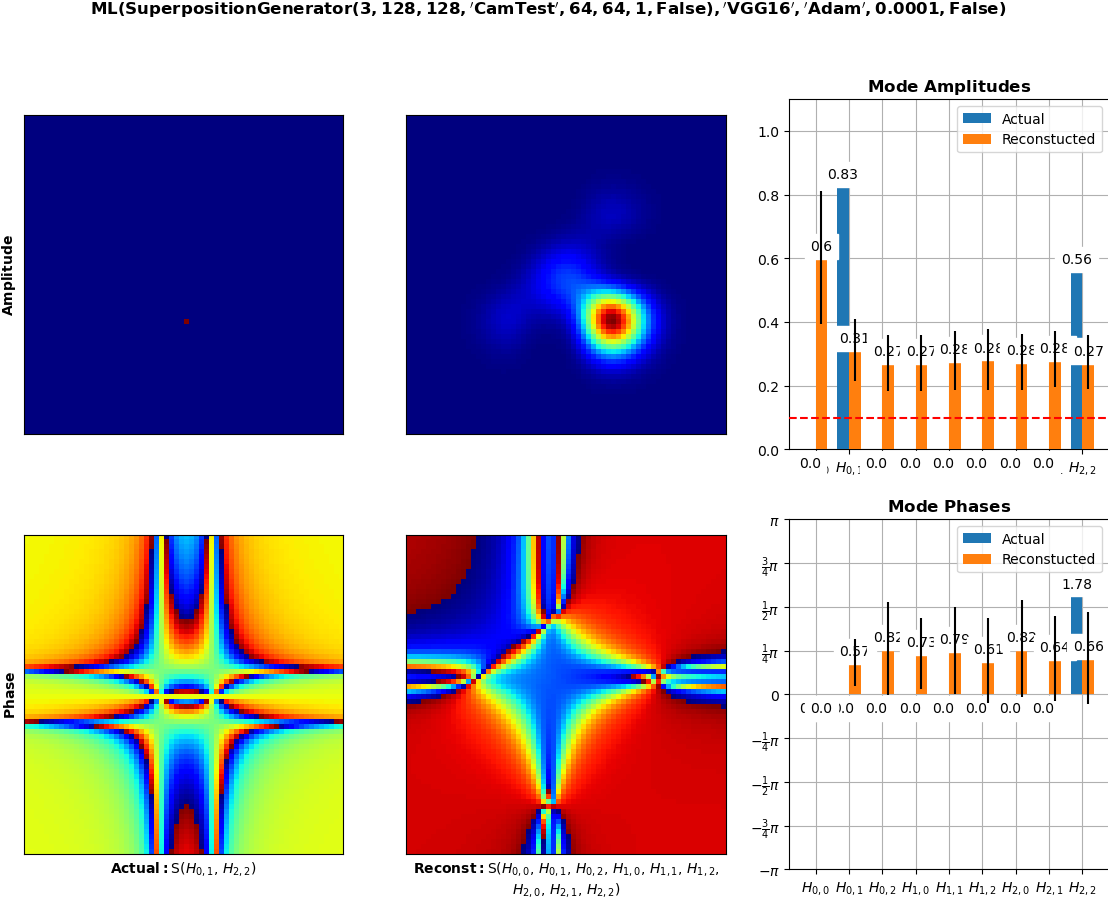 ML(SuperpositionGenerator(3, 128, 128, 'CamTest', 64, 64, 1, False), 'VGG16', 'Adam', 0.0001, False)
Amplitude
Mode Amplitudes
Actual
Reconstucted
1.0
0.8
0.6
0.4
0.2
0.0
0.83
0.6
0.56
0.31
0.27
0.27
0.28
0.28
0.28
0.28
0.27
0.0
H0,1
0.0
0.0
0.0
0.0
0.0
0.0
H2,2
Phase
Actual: S(H0,1, H2,2)
Reconst: S(H0,0, H0,1, H0,2, H1,0, H1,1, H1,2,
H2,0, H2,1, H2,2)
Mode Phases
Actual
Reconstucted
π
3/4π
1/2π
1/4π
0
−1/4π
−1/2π
−3/4π
−π
1.78
0.57
0.82
0.73
0.79
0.61
0.82
0.64
0.66
0.0
0.0
0.0
0.0
0.0
0.0
0.0
H0,0 H0,1 H0,2 H1,0 H1,1 H1,2 H2,0 H2,1 H2,2